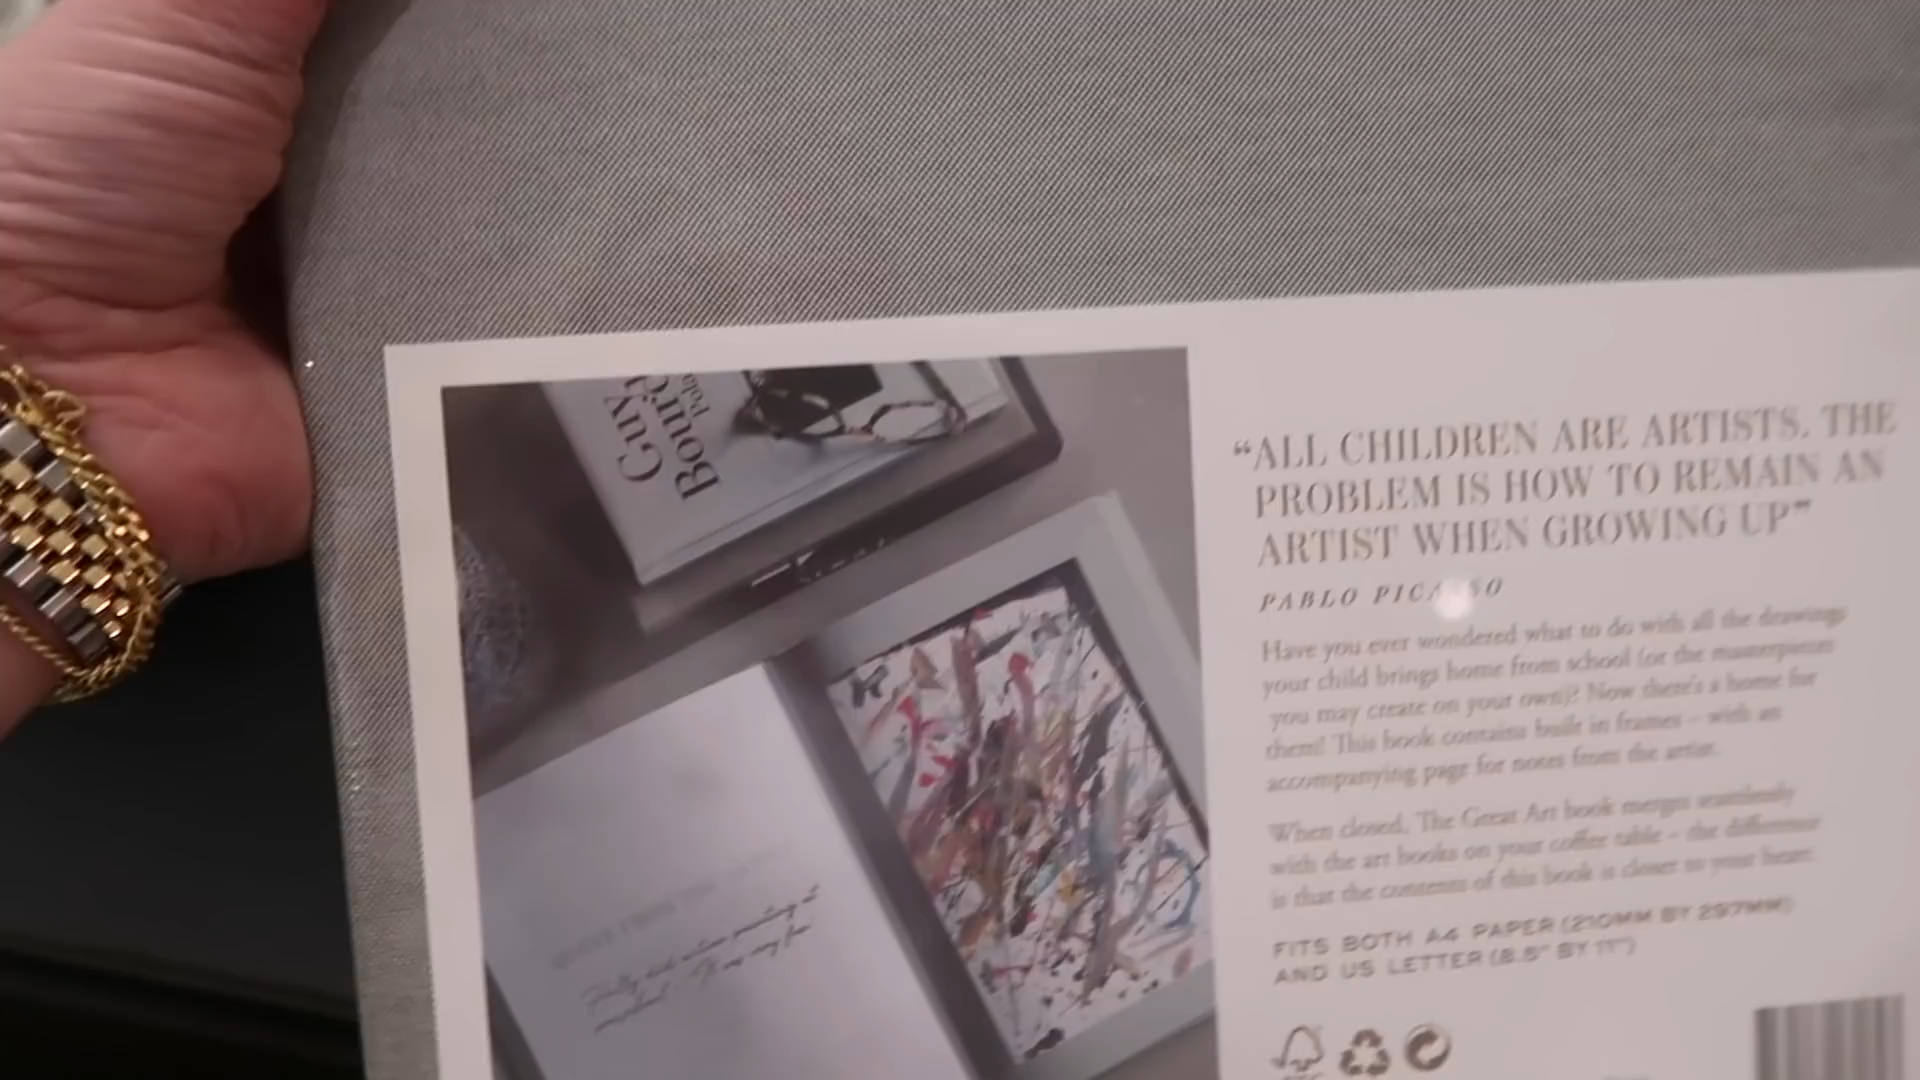 Guy
“ALL CHILDREN ARE ARTISTS. THE
PROBLEM IS HOW TO REMAIN AN
ARTIST WHEN GROWING UP”
PABLO PICASSO
Have you ever wondered what to do with all the drawings
your child brings home from school (or the masterpieces
you may create on your own)? Now there's a home for
them! This book contains built in frames – with an
accompanying page for notes from the artist.
When closed, The Great Art book merges seamlessly
with the art books on your coffee table – the difference
is that the contents of this book is closer to your heart.
FITS BOTH A4 PAPER (210MM BY 297MM)
AND US LETTER (8.5" BY 11")